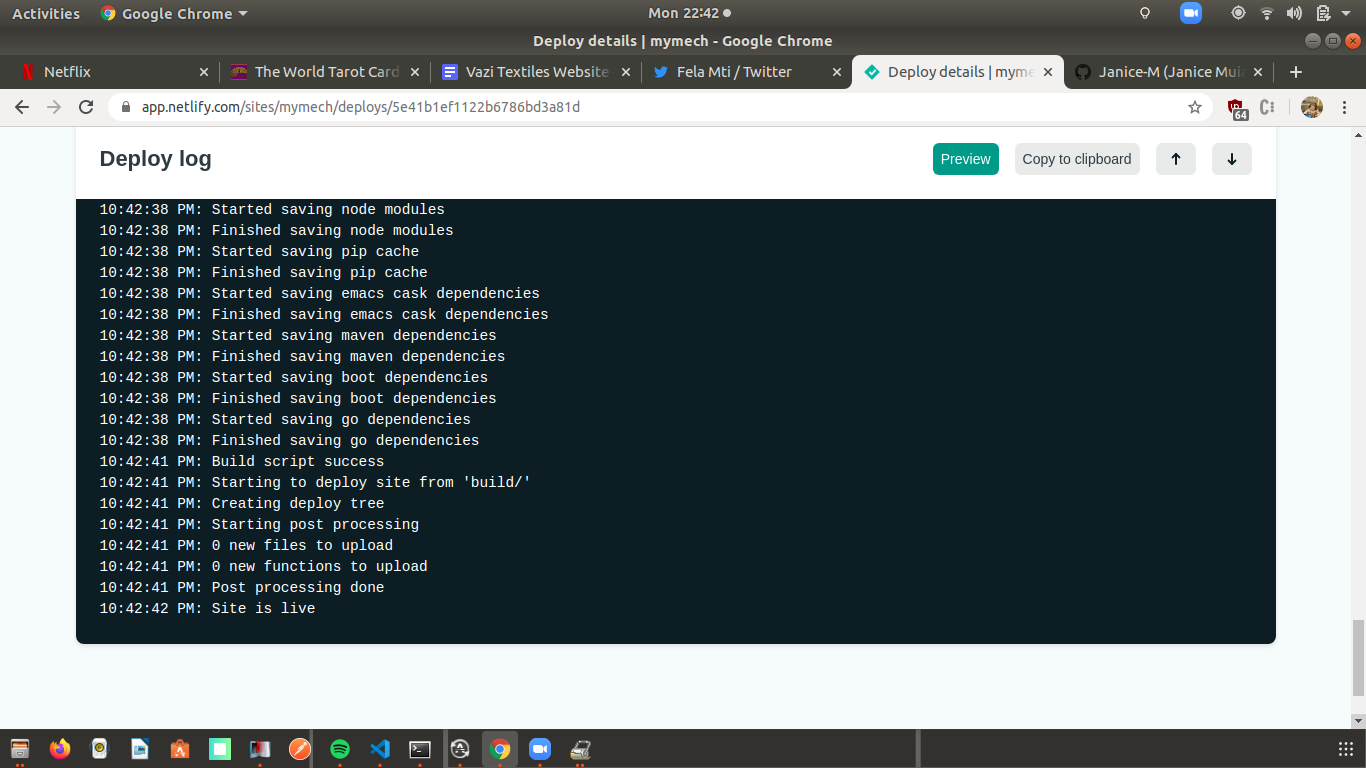 Activities Google Chrome Mon 22:42
Deploy details | mymech - Google Chrome
Netflix The World Tarot Card Vazi Textiles Website Fela Mti / Twitter Deploy details | myme Janice-M (Janice Mui
app.netlify.com/sites/mymech/deploys/5e41b1ef1122b6786bd3a81d 64
Deploy log Preview Copy to clipboard
10:42:38 PM: Started saving node modules
10:42:38 PM: Finished saving node modules
10:42:38 PM: Started saving pip cache
10:42:38 PM: Finished saving pip cache
10:42:38 PM: Started saving emacs cask dependencies
10:42:38 PM: Finished saving emacs cask dependencies
10:42:38 PM: Started saving maven dependencies
10:42:38 PM: Finished saving maven dependencies
10:42:38 PM: Started saving boot dependencies
10:42:38 PM: Finished saving boot dependencies
10:42:38 PM: Started saving go dependencies
10:42:38 PM: Finished saving go dependencies
10:42:41 PM: Build script success
10:42:41 PM: Starting to deploy site from 'build/'
10:42:41 PM: Creating deploy tree
10:42:41 PM: Starting post processing
10:42:41 PM: 0 new files to upload
10:42:41 PM: 0 new functions to upload
10:42:41 PM: Post processing done
10:42:42 PM: Site is live